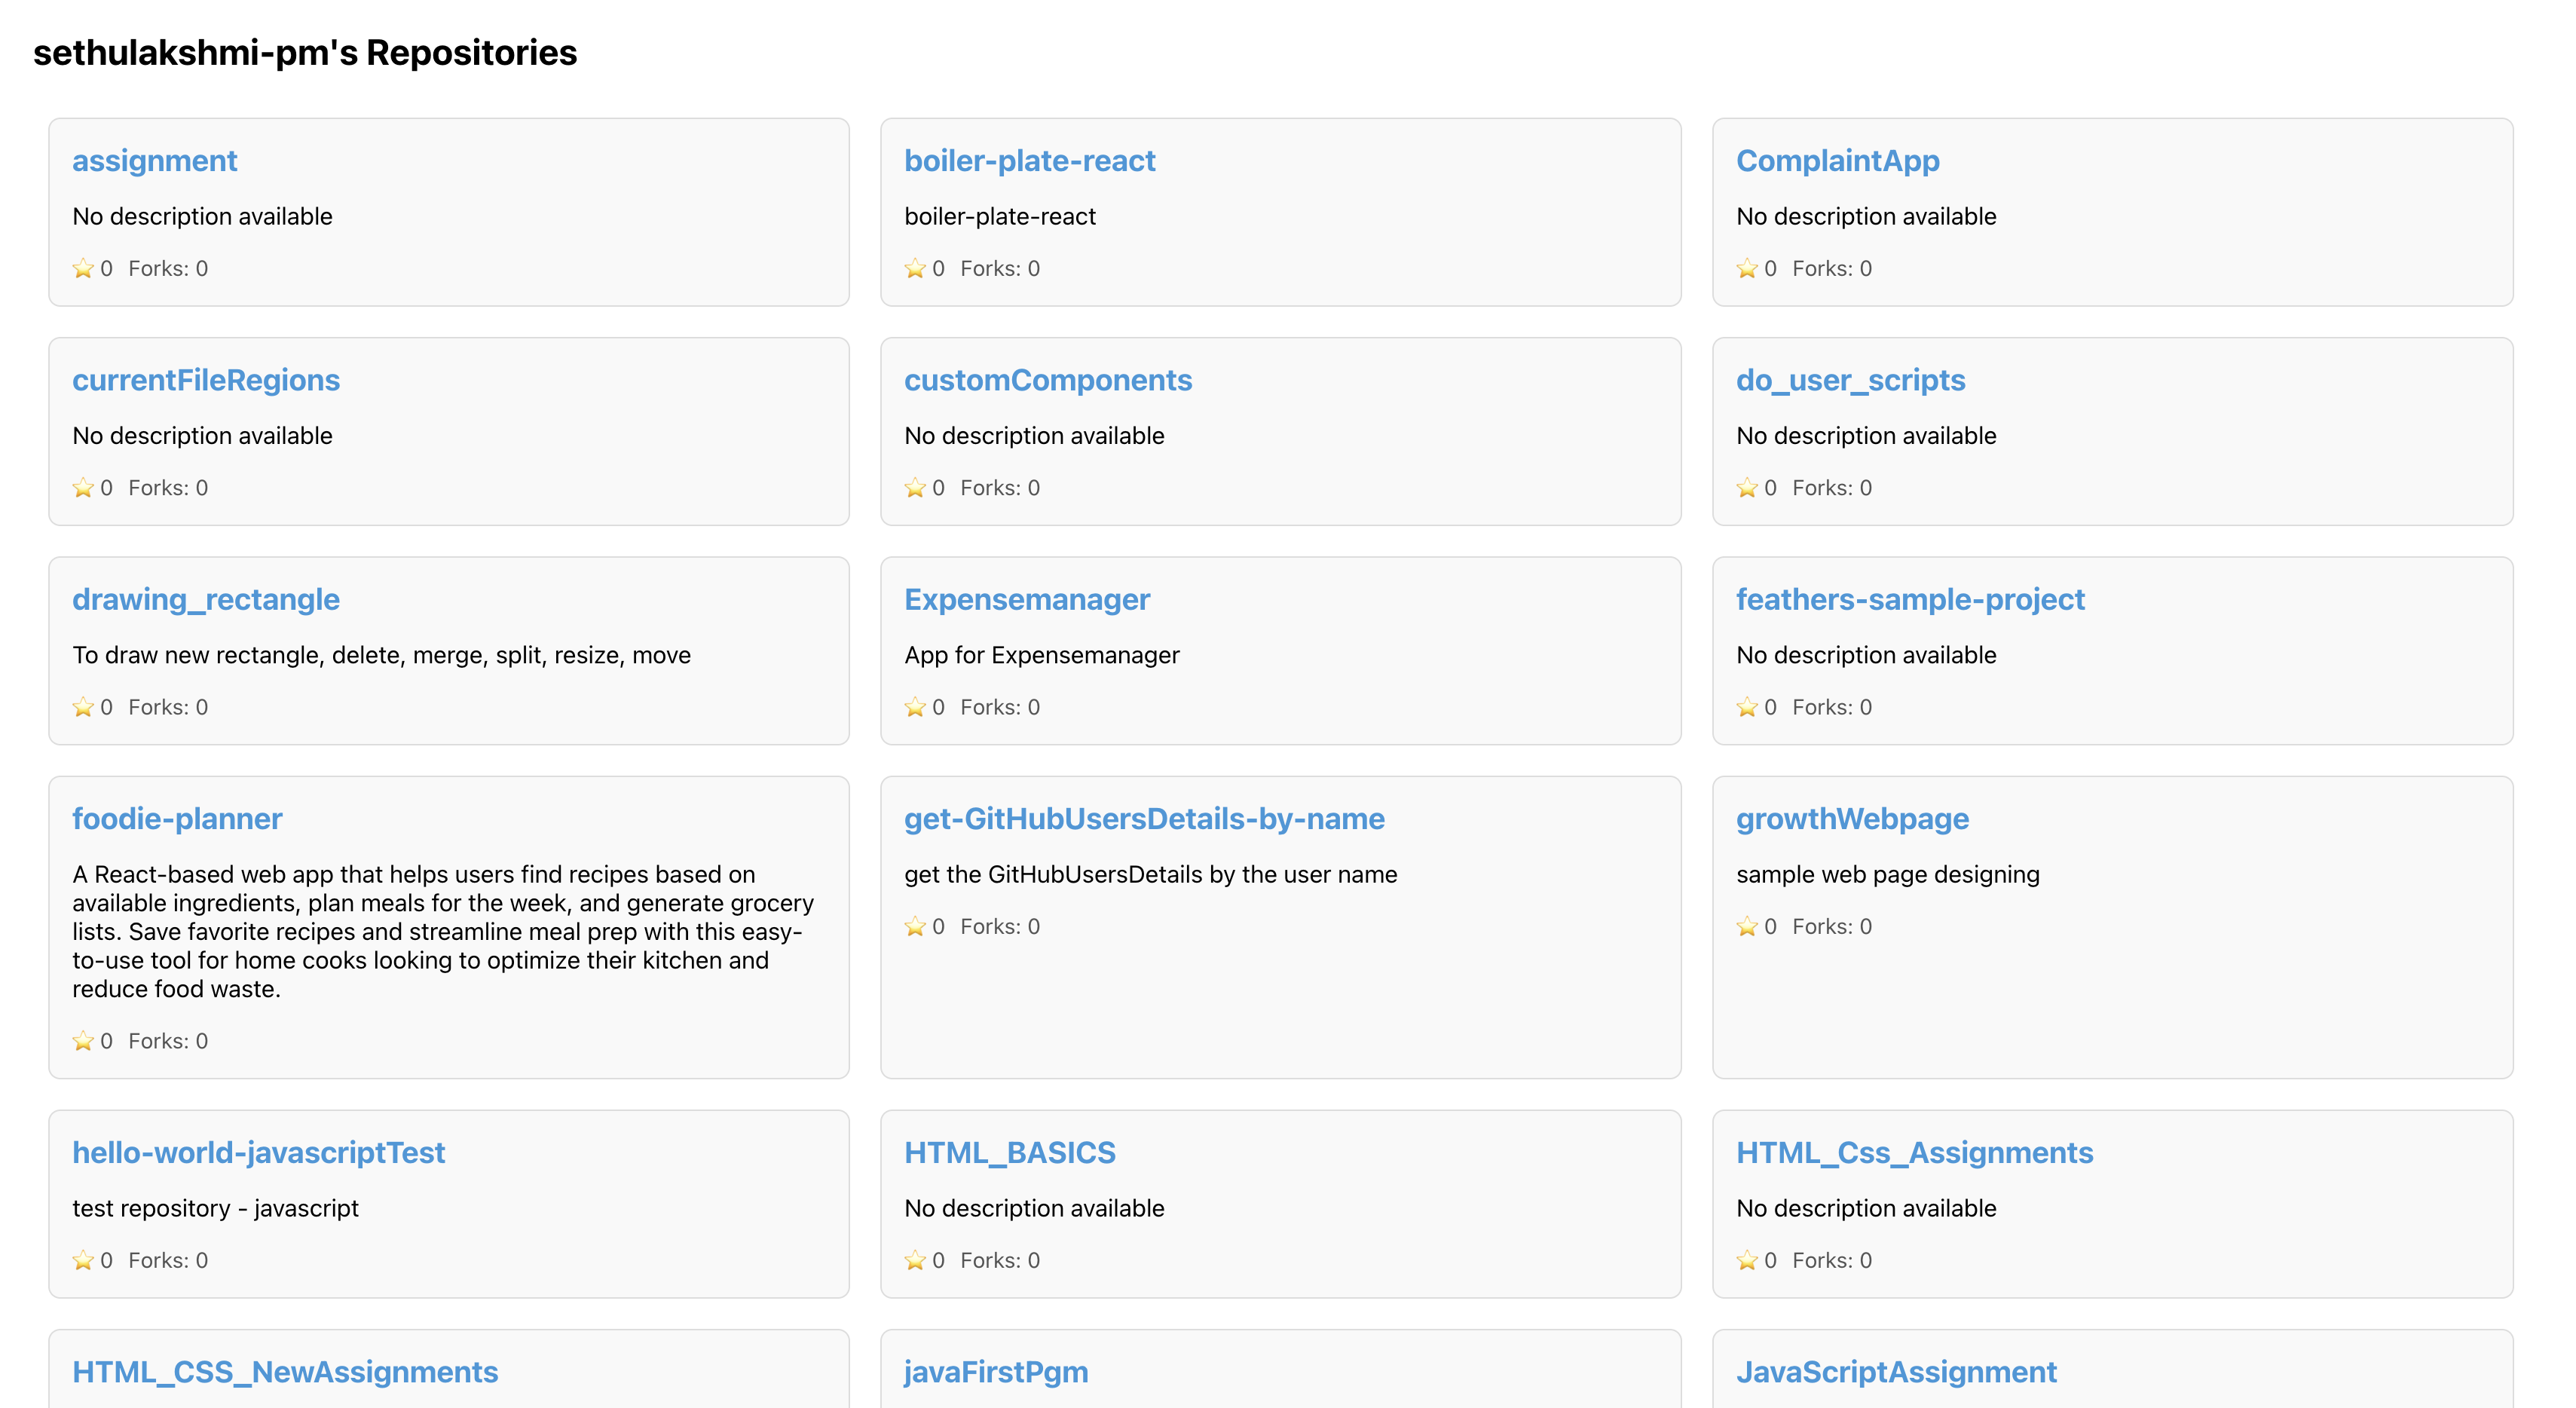 sethulakshmi-pm's Repositories
assignment
No description available
⭐ 0 Forks: 0
boiler-plate-react
boiler-plate-react
⭐ 0 Forks: 0
ComplaintApp
No description available
⭐ 0 Forks: 0
currentFileRegions
No description available
⭐ 0 Forks: 0
customComponents
No description available
⭐ 0 Forks: 0
do_user_scripts
No description available
⭐ 0 Forks: 0
drawing_rectangle
To draw new rectangle, delete, merge, split, resize, move
⭐ 0 Forks: 0
Expensemanager
App for Expensemanager
⭐ 0 Forks: 0
feathers-sample-project
No description available
⭐ 0 Forks: 0
foodie-planner
A React-based web app that helps users find recipes based on
available ingredients, plan meals for the week, and generate grocery
lists. Save favorite recipes and streamline meal prep with this easy-
to-use tool for home cooks looking to optimize their kitchen and
reduce food waste.
⭐ 0 Forks: 0
get-GitHubUsersDetails-by-name
get the GitHubUsersDetails by the user name
⭐ 0 Forks: 0
growthWebpage
sample web page designing
⭐ 0 Forks: 0
hello-world-javascriptTest
test repository - javascript
⭐ 0 Forks: 0
HTML_BASICS
No description available
⭐ 0 Forks: 0
HTML_Css_Assignments
No description available
⭐ 0 Forks: 0
HTML_CSS_NewAssignments
javaFirstPgm
JavaScriptAssignment